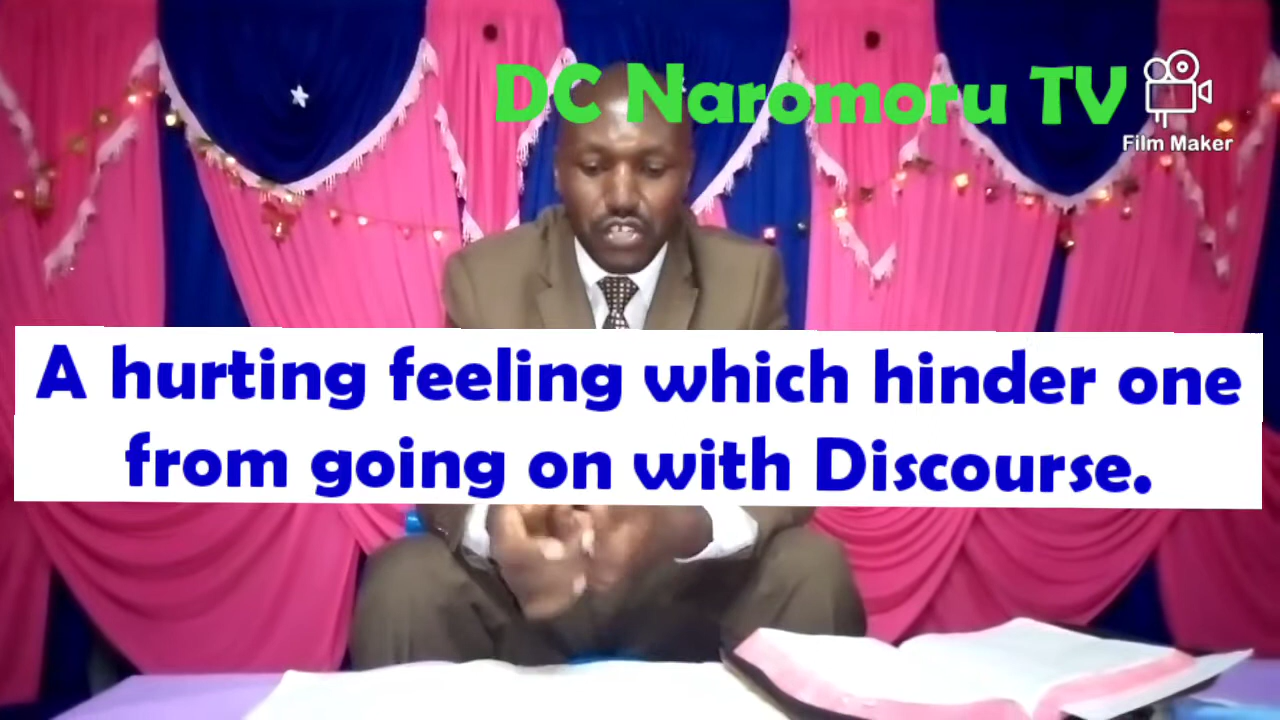 DC Naromoru TV
Film Maker
A hurting feeling which hinder one
from going on with Discourse.